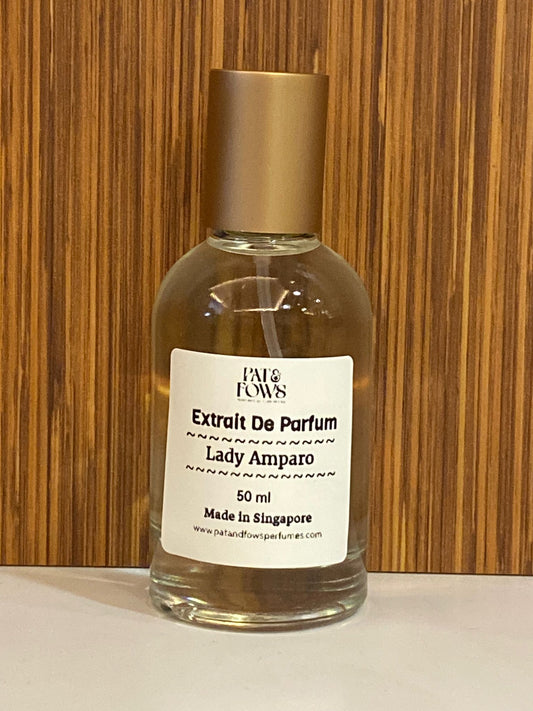 PAT&
FOWS
Extrait De Parfum
~~~~~~~~~~~~
Lady Amparo
~~~~~~~~~~~~
50 ml
Made in Singapore
www.patandfowsperfumes.com